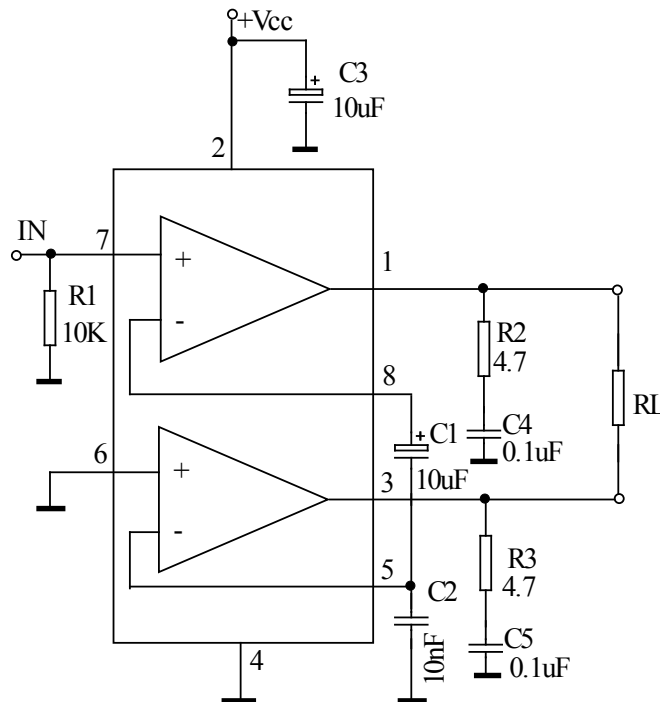 +Vcc
C3
10uF
2
IN
7
+
1
R1
10K
-
R2
4.7
8
RL
C4
0.1uF
C1
+
10uF
6
+
3
-
R3
4.7
5
C2
10nF
C5
0.1uF
4
+